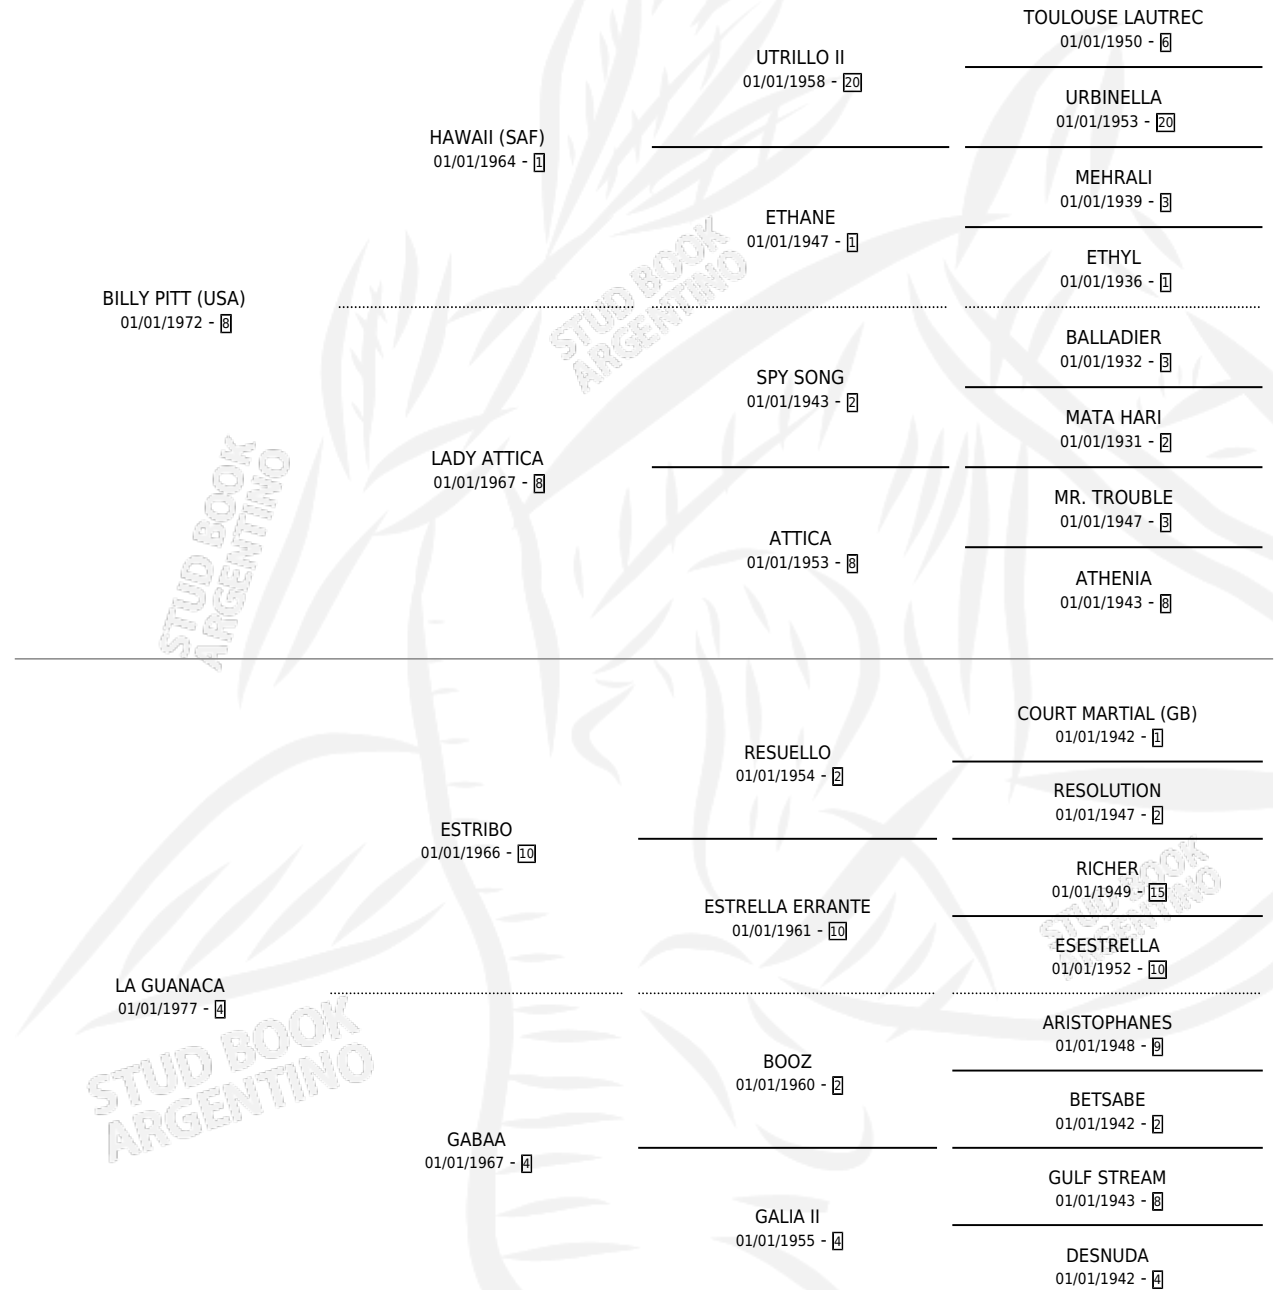 TOULOUSE LAUTREC
01/01/1950 - 6
UTRILLO II
01/01/1958 - 20
URBINELLA
01/01/1953 - 20
HAWAII (SAF)
01/01/1964 - 1
MEHRALI
01/01/1939 - 3
ETHANE
01/01/1947 - 1
ETHYL
01/01/1936 - 1
BILLY PITT (USA)
01/01/1972 - 8
BALLADIER
01/01/1932 - 3
SPY SONG
01/01/1943 - 2
MATA HARI
01/01/1931 - 2
LADY ATTICA
01/01/1967 - 8
MR. TROUBLE
01/01/1947 - 3
ATTICA
01/01/1953 - 8
ATHENIA
01/01/1943 - 8
STUD BOOK
ARGENTINO
STUD BOOK
ARGENTINO
COURT MARTIAL (GB)
01/01/1942 - 1
RESUELLO
01/01/1954 - 2
RESOLUTION
01/01/1947 - 2
ESTRIBO
01/01/1966 - 10
RICHER
01/01/1949 - 15
ESTRELLA ERRANTE
01/01/1961 - 10
ESESTRELLA
01/01/1952 - 10
LA GUANACA
01/01/1977 - 4
ARISTOPHANES
01/01/1948 - 9
BOOZ
01/01/1960 - 2
BETSABE
01/01/1942 - 2
GABAA
01/01/1967 - 4
GULF STREAM
01/01/1943 - 8
GALIA II
01/01/1955 - 4
DESNUDA
01/01/1942 - 4
STUD BOOK
ARGENTINO
STUD BOOK
ARGENTINO